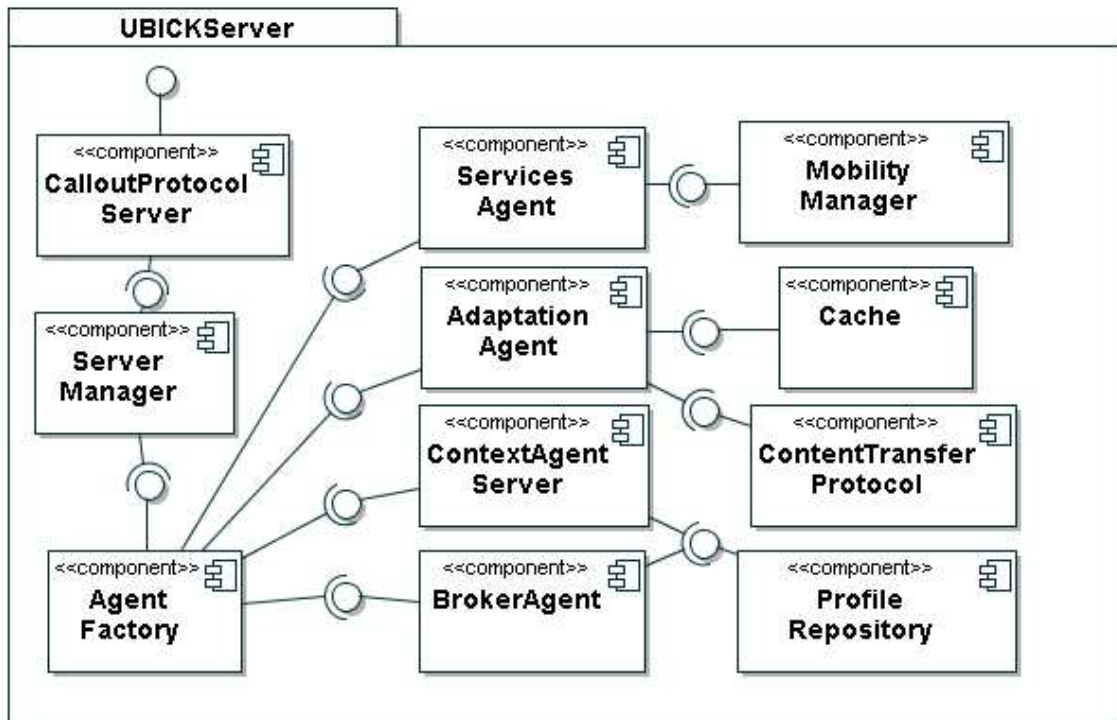 UBICKServer
<<component>>
CalloutProtocol
Server
<<component>>
Server
Manager
<<component>>
Agent
Factory
<<component>>
Services
Agent
<<component>>
Adaptation
Agent
<<component>>
ContextAgent
Server
<<component>>
BrokerAgent
<<component>>
Mobility
Manager
<<component>>
Cache
<<component>>
ContentTransfer
Protocol
<<component>>
Profile
Repository